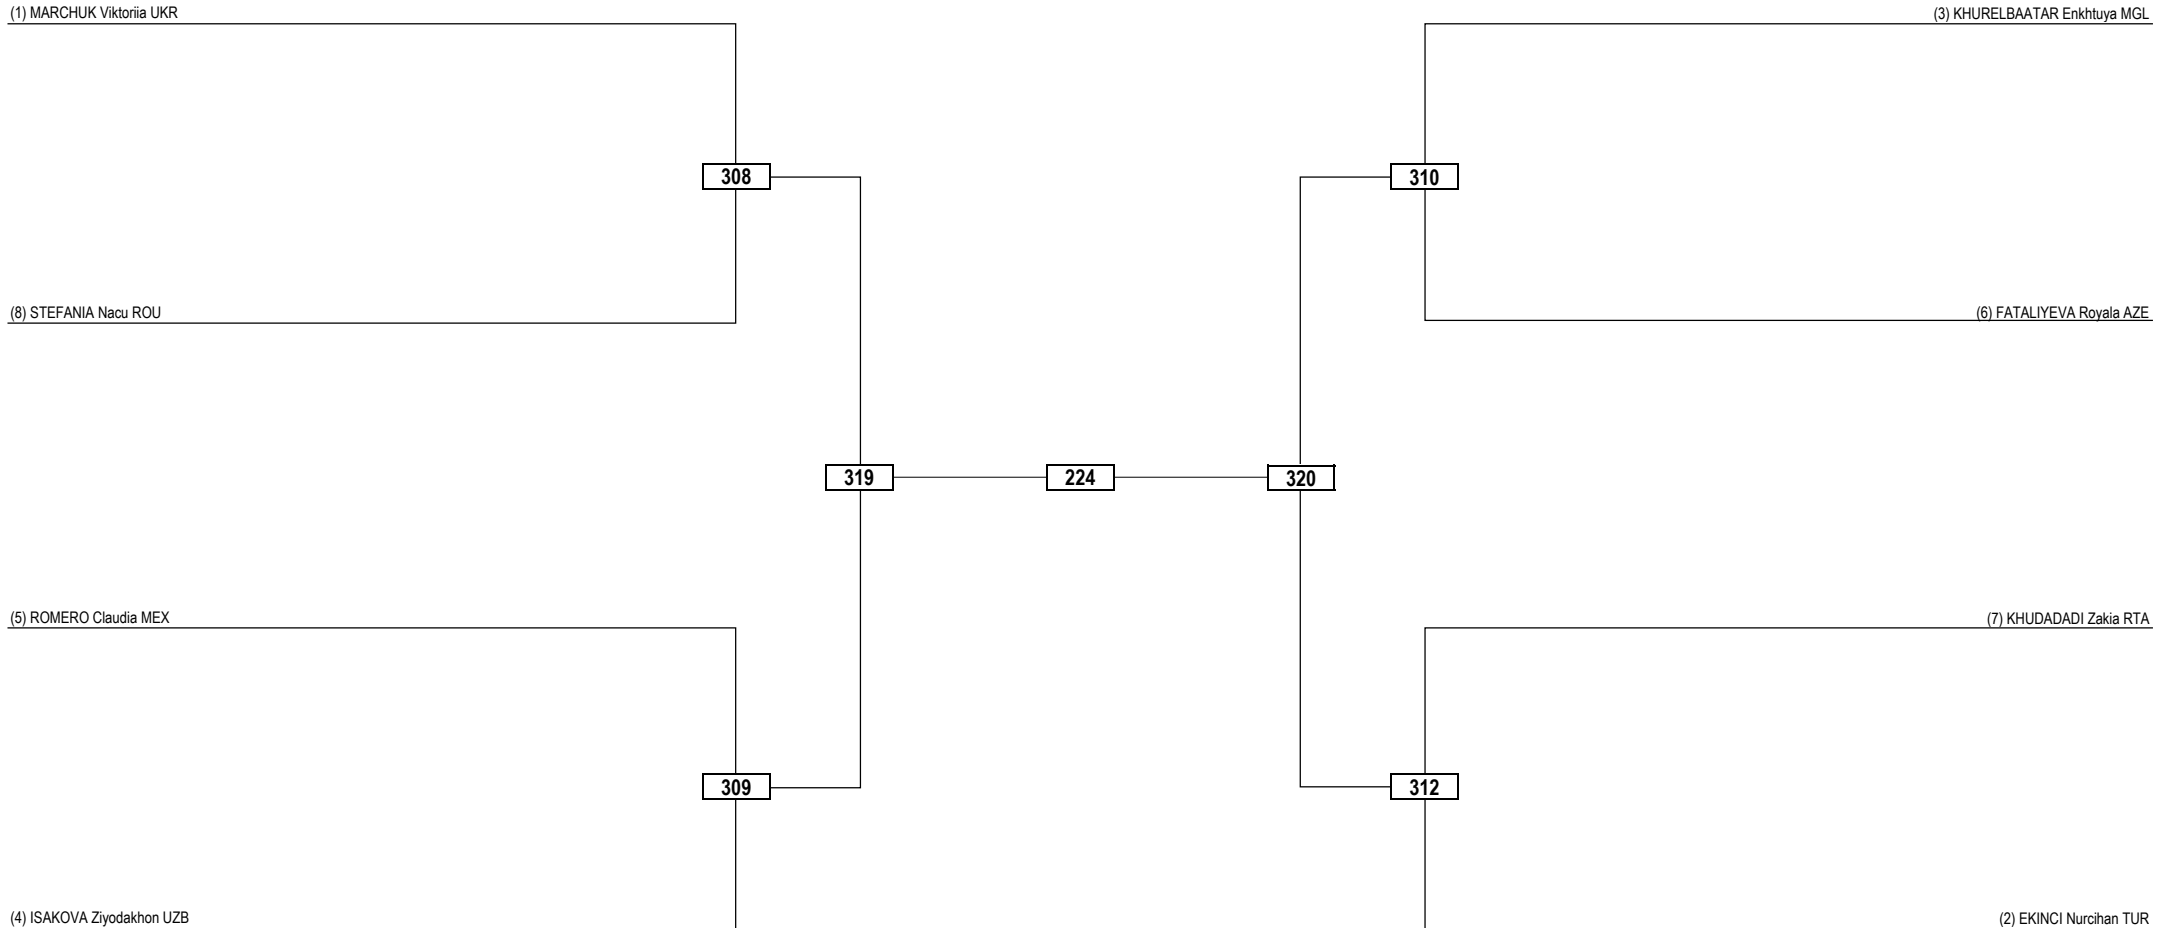 (1) MARCHUK Viktoriia UKR
(3) KHURELBAATAR Enkhtuya MGL
308
310
(8) STEFANIA Nacu ROU
(6) FATALIYEVA Royala AZE
319
224
320
(5) ROMERO Claudia MEX
(7) KHUDADADI Zakia RTA
309
312
(4) ISAKOVA Ziyodakhon UZB
(2) EKINCI Nurcihan TUR